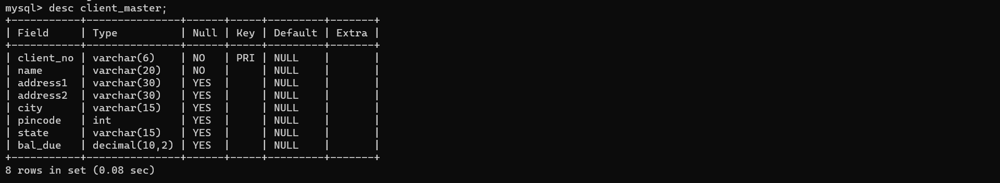 mysql> desc client_master;
+-----------+---------------+------+-----+---------+-------+
| Field     | Type          | Null | Key | Default | Extra |
+-----------+---------------+------+-----+---------+-------+
| client_no | varchar(6)    | NO   | PRI | NULL    |       |
| name      | varchar(20)   | NO   |     | NULL    |       |
| address1  | varchar(30)   | YES  |     | NULL    |       |
| address2  | varchar(30)   | YES  |     | NULL    |       |
| city      | varchar(15)   | YES  |     | NULL    |       |
| pincode   | int           | YES  |     | NULL    |       |
| state     | varchar(15)   | YES  |     | NULL    |       |
| bal_due   | decimal(10,2) | YES  |     | NULL    |       |
+-----------+---------------+------+-----+---------+-------+
8 rows in set (0.08 sec)